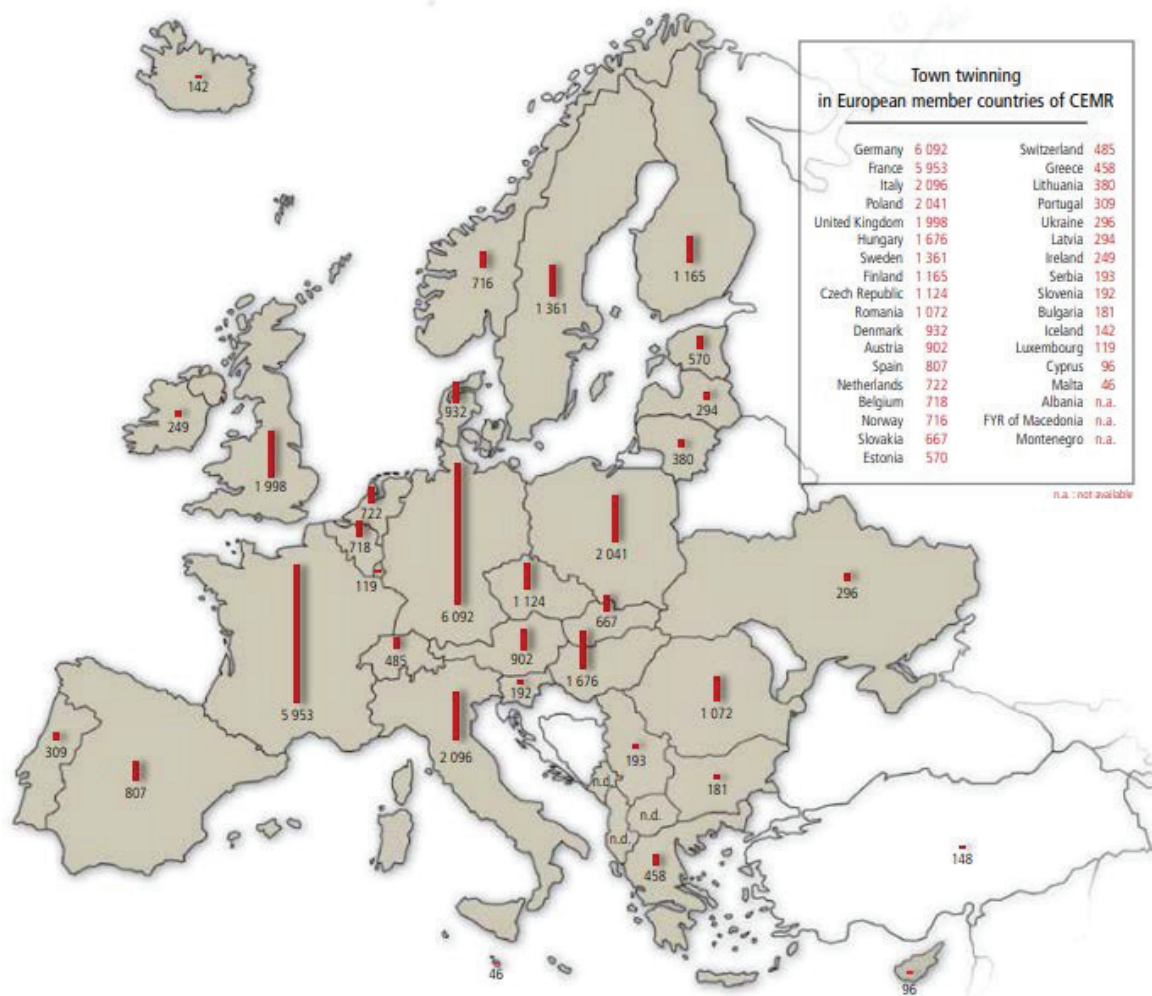 Town twinning
in European member countries of CEMR
Germany 6 092
France 5 953
Italy 2 096
Poland 2 041
United Kingdom 1 998
Hungary 1 676
Sweden 1 361
Finland 1 165
Czech Republic 1 124
Romania 1 072
Denmark 932
Austria 902
Spain 807
Netherlands 722
Belgium 718
Norway 716
Slovakia 667
Estonia 570
Switzerland 485
Greece 458
Lithuania 380
Portugal 309
Ukraine 296
Latvia 294
Ireland 249
Serbia 193
Slovenia 192
Bulgaria 181
Iceland 142
Luxembourg 119
Cyprus 96
Malta 46
Albania n.a.
FYR of Macedonia n.a.
Montenegro n.a.
n.a. : not available
142
716
1 361
1 165
570
932
294
249
380
1 998
722
718
2 041
119
1 124
296
6 092
667
485
902
1 676
192
5 953
1 072
309
2 096
193
807
n.d.
181
n.d.
n.d.
148
458
46
96